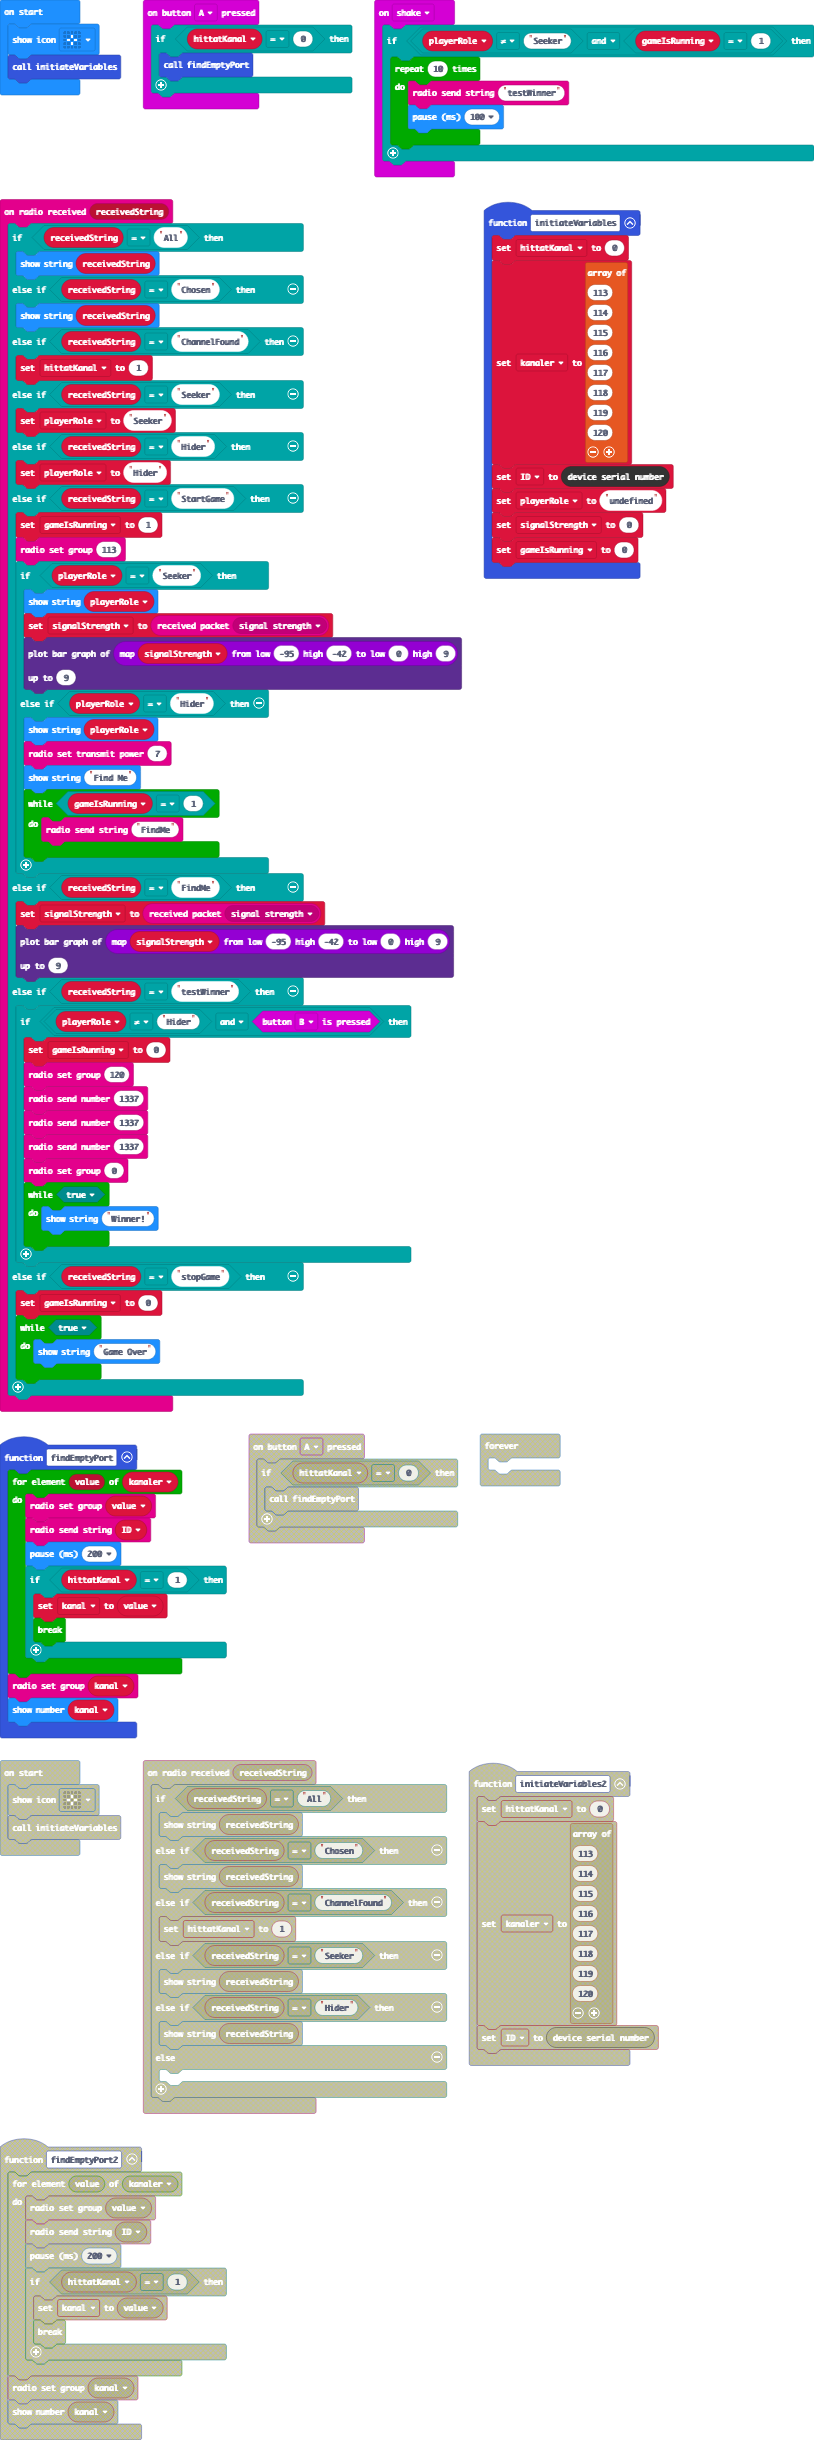 on start
show icon
call initiateVariables
on button A pressed
if hittatKanal = 0 then
call findEmptyPort
on shake
if playerRole ≠ "Seeker" and gameIsRunning = 1 then
repeat 10 times
do radio send string "testWinner"
pause (ms) 100
on radio received receivedString
if receivedString = "All" then
show string receivedString
else if receivedString = "Chosen" then
show string receivedString
else if receivedString = "ChannelFound" then
set hittatKanal to 1
else if receivedString = "Seeker" then
set playerRole to "Seeker"
else if receivedString = "Hider" then
set playerRole to "Hider"
else if receivedString = "StartGame" then
set gameIsRunning to 1
radio set group 113
if playerRole = "Seeker" then
show string playerRole
set signalStrength to received packet signal strength
plot bar graph of map signalStrength from low -95 high -42 to low 0 high 9
up to 9
else if playerRole = "Hider" then
show string playerRole
radio set transmit power 7
show string "Find Me"
while gameIsRunning = 1
do radio send string "FindMe"
else if receivedString = "FindMe" then
set signalStrength to received packet signal strength
plot bar graph of map signalStrength from low -95 high -42 to low 0 high 9
up to 9
else if receivedString = "testWinner" then
if playerRole ≠ "Hider" and button B is pressed then
set gameIsRunning to 0
radio set group 120
radio send number 1337
radio send number 1337
radio send number 1337
radio set group 0
while true
do show string "Winner!"
else if receivedString = "stopGame" then
set gameIsRunning to 0
while true
do show string "Game Over"
function initiateVariables
set hittatKanal to 0
set kanaler to array of
113
114
115
116
117
118
119
120
set ID to device serial number
set playerRole to "undefined"
set signalStrength to 0
set gameIsRunning to 0
function findEmptyPort
for element value of kanaler
do radio set group value
radio send string ID
pause (ms) 200
if hittatKanal = 1 then
set kanal to value
break
radio set group kanal
show number kanal
on button A pressed
if hittatKanal = 0 then
call findEmptyPort
forever
on start
show icon
call initiateVariables
on radio received receivedString
if receivedString = "All" then
show string receivedString
else if receivedString = "Chosen" then
show string receivedString
else if receivedString = "ChannelFound" then
set hittatKanal to 1
else if receivedString = "Seeker" then
show string receivedString
else if receivedString = "Hider" then
show string receivedString
else
function initiateVariables2
set hittatKanal to 0
set kanaler to array of
113
114
115
116
117
118
119
120
set ID to device serial number
function findEmptyPort2
for element value of kanaler
do radio set group value
radio send string ID
pause (ms) 200
if hittatKanal = 1 then
set kanal to value
break
radio set group kanal
show number kanal